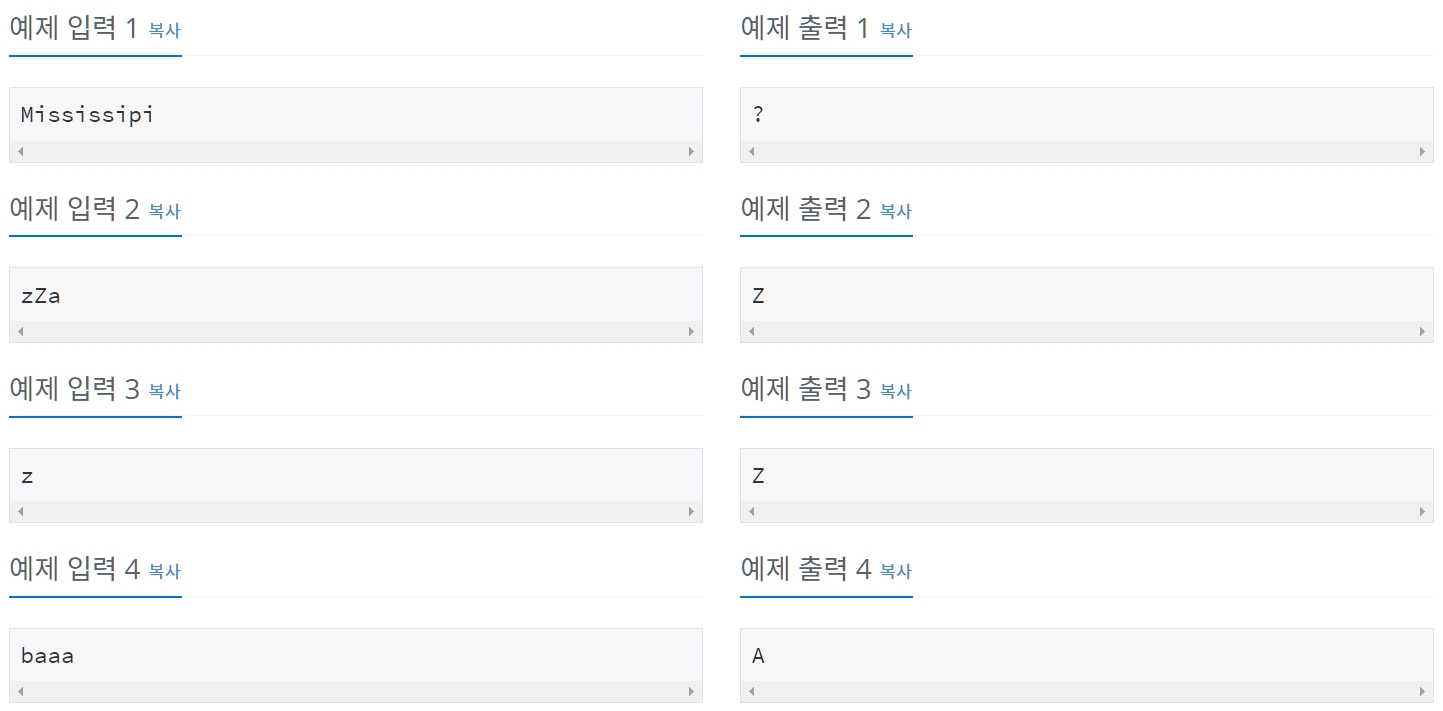 예제 입력 1 복사
예제 출력 1 복사
Mississipi
?
예제 입력 2 복사
예제 출력 2 복사
zZa
Z
예제 입력 3 복사
예제 출력 3 복사
z
Z
예제 입력 4 복사
예제 출력 4 복사
baaa
A